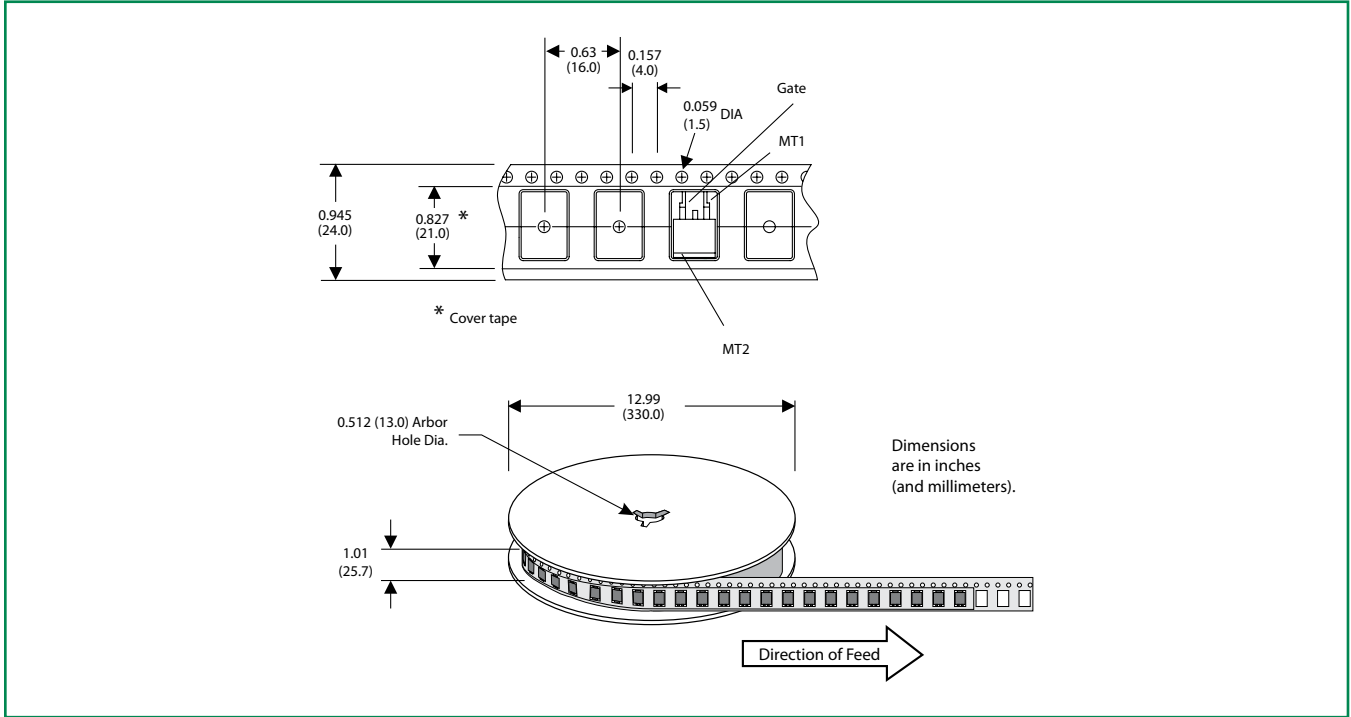 0.63
(16.0)
0.157
(4.0)
0.059
(1.5)
DIA
Gate
MT1
0.945
(24.0)
0.827
(21.0)
*
* Cover tape
MT2
12.99
(330.0)
0.512 (13.0) Arbor
Hole Dia.
Dimensions
are in inches
(and millimeters).
1.01
(25.7)
Direction of Feed